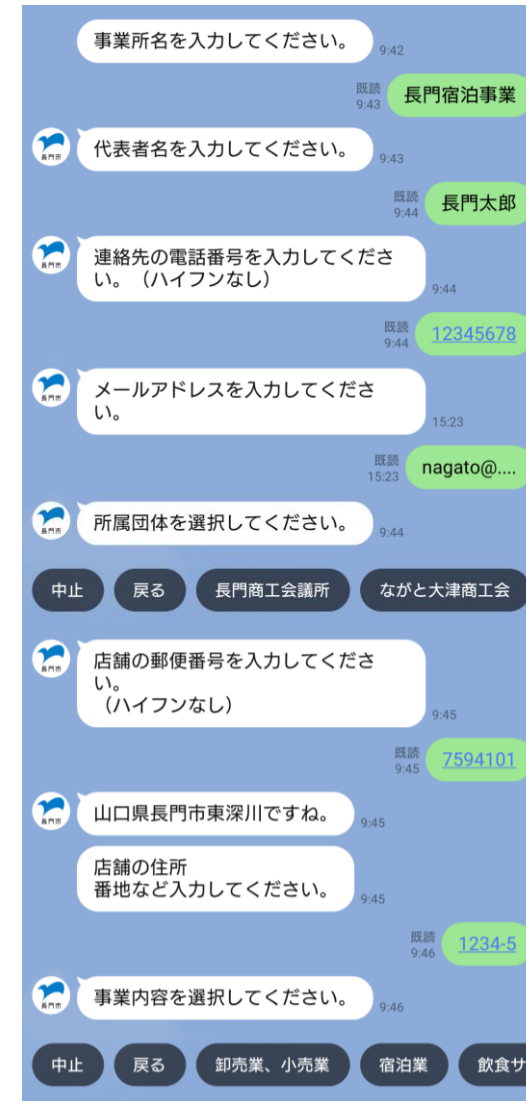 事業所名を入力してください。
9:42
既読
9:43
長門宿泊事業
長門市
代表者名を入力してください。
9:43
既読
9:44
長門太郎
長門市
連絡先の電話番号を入力してくださ
い。（ハイフンなし）
9:44
既読
9:44
12345678
長門市
メールアドレスを入力してくださ
い。
15:23
既読
15:23
nagato@....
長門市
所属団体を選択してください。
9:44
中止 戻る 長門商工会議所 ながと大津商工会
長門市
店舗の郵便番号を入力してくださ
い。
（ハイフンなし）
9:45
既読
9:45
7594101
長門市
山口県長門市東深川ですね。
9:45
店舗の住所
番地など入力してください。
9:45
既読
9:46
1234-5
長門市
事業内容を選択してください。
9:46
中止 戻る 卸売業、小売業 宿泊業 飲食サ